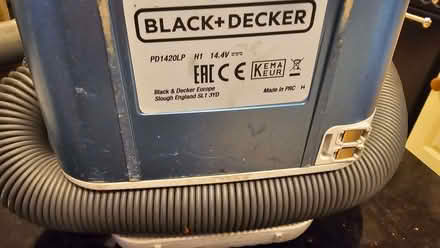 BLACK+DECKER
PD1420LP H1 14.4V ⎓
EAC CE KEMA KEUR
Black & Decker Europe
Slough England SL1 3YD
Made in PRC H